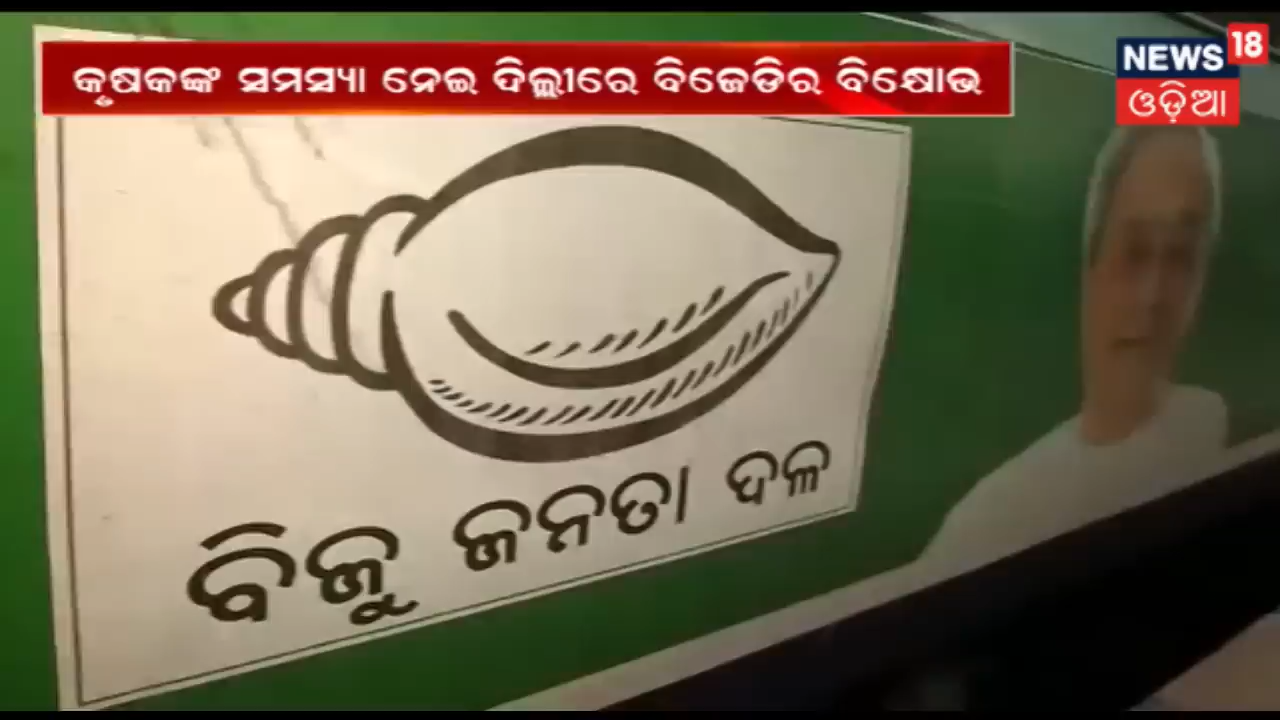 କୃଷକଙ୍କ ସମସ୍ୟା ନେଇ ଦିଲ୍ଲୀରେ ବିଜେଡିର ବିକ୍ଷୋଭ
NEWS 18
ଓଡ଼ିଆ
ବିଜୁ ଜନତା ଦଳ